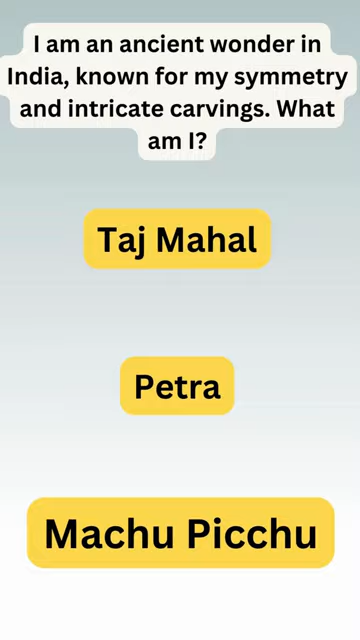 I am an ancient wonder in
India, known for my symmetry
and intricate carvings. What
am I?
Taj Mahal
Petra
Machu Picchu